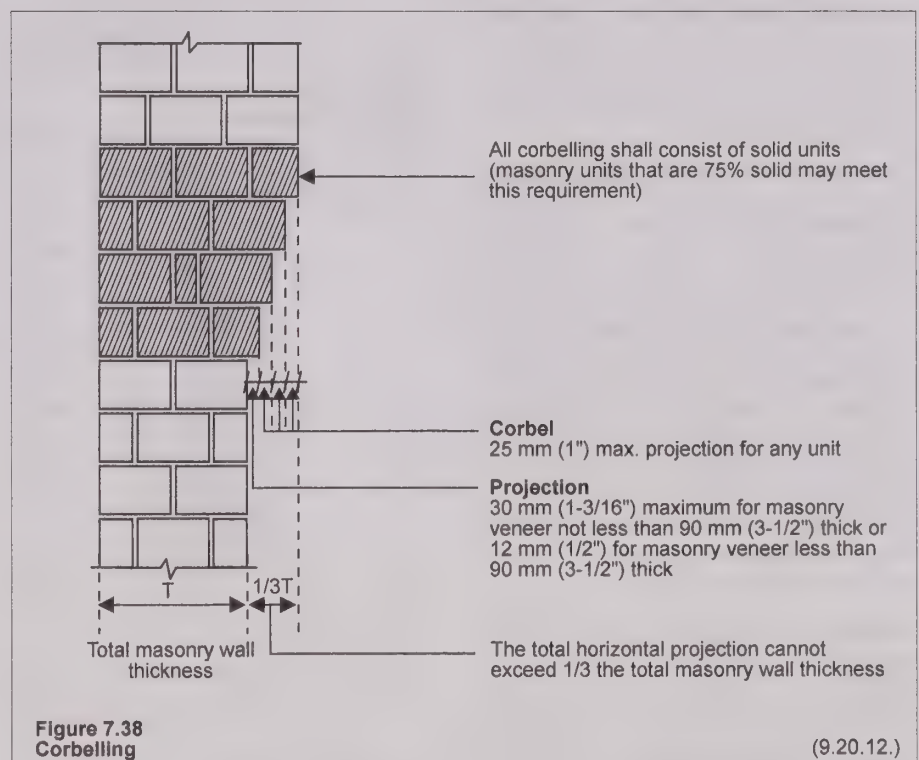 All corbelling shall consist of solid units
(masonry units that are 75% solid may meet
this requirement)
Corbel
25 mm (1") max. projection for any unit
Projection
30 mm (1-3/16") maximum for masonry
veneer not less than 90 mm (3-1/2") thick or
12 mm (1/2") for masonry veneer less than
90 mm (3-1/2") thick
T
1/3T
Total masonry wall
thickness
The total horizontal projection cannot
exceed 1/3 the total masonry wall thickness
Figure 7.38
Corbelling
(9.20.12.)